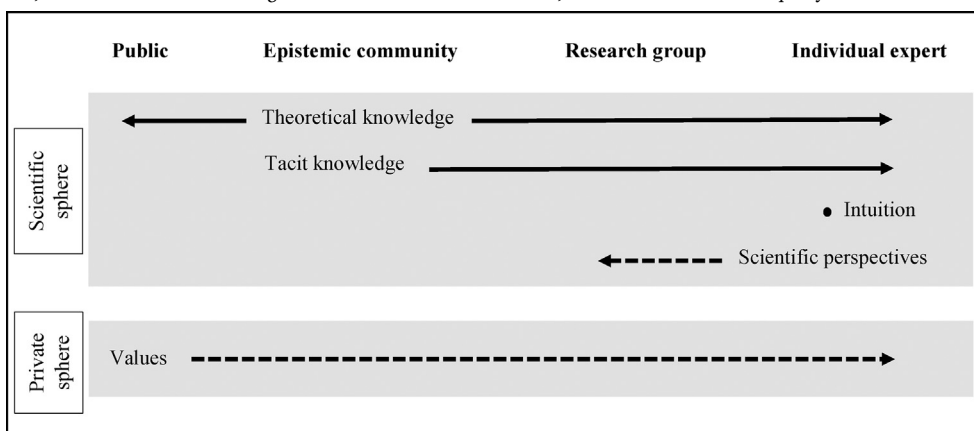 Public Epistemic community Research group Individual expert
Scientific sphere
Theoretical knowledge
Tacit knowledge
Intuition
Scientific perspectives
Private sphere
Values